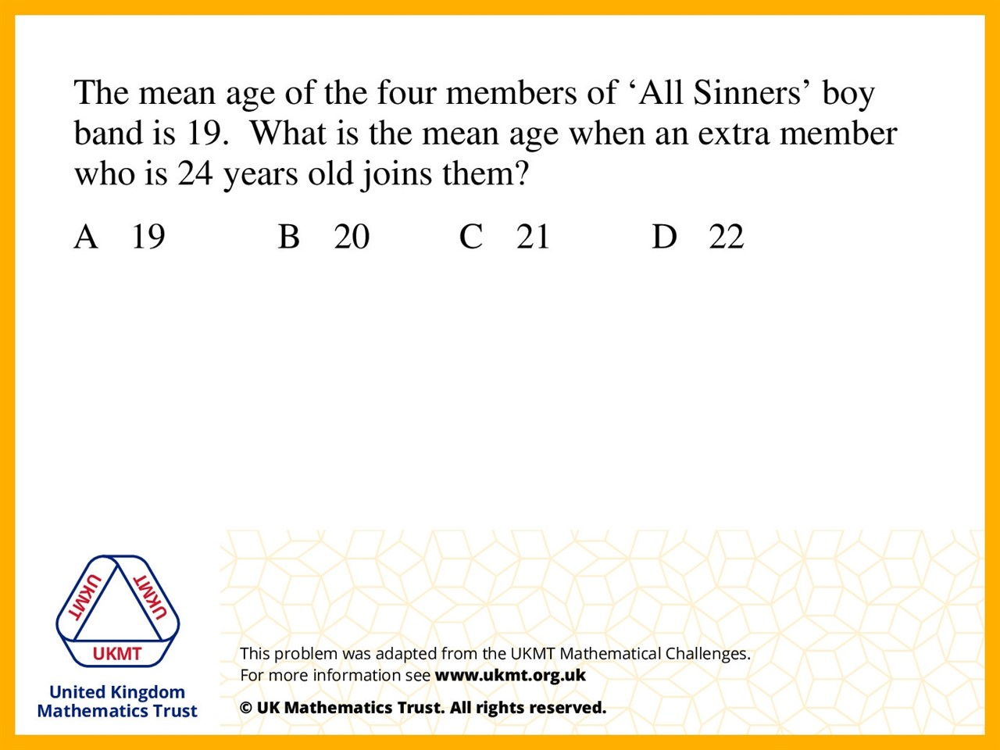 The mean age of the four members of ‘All Sinners’ boy
band is 19.  What is the mean age when an extra member
who is 24 years old joins them?
A 19 B 20 C 21 D 22
UKMT
UKMT
UKMT
United Kingdom
Mathematics Trust
This problem was adapted from the UKMT Mathematical Challenges.
For more information see www.ukmt.org.uk
© UK Mathematics Trust. All rights reserved.